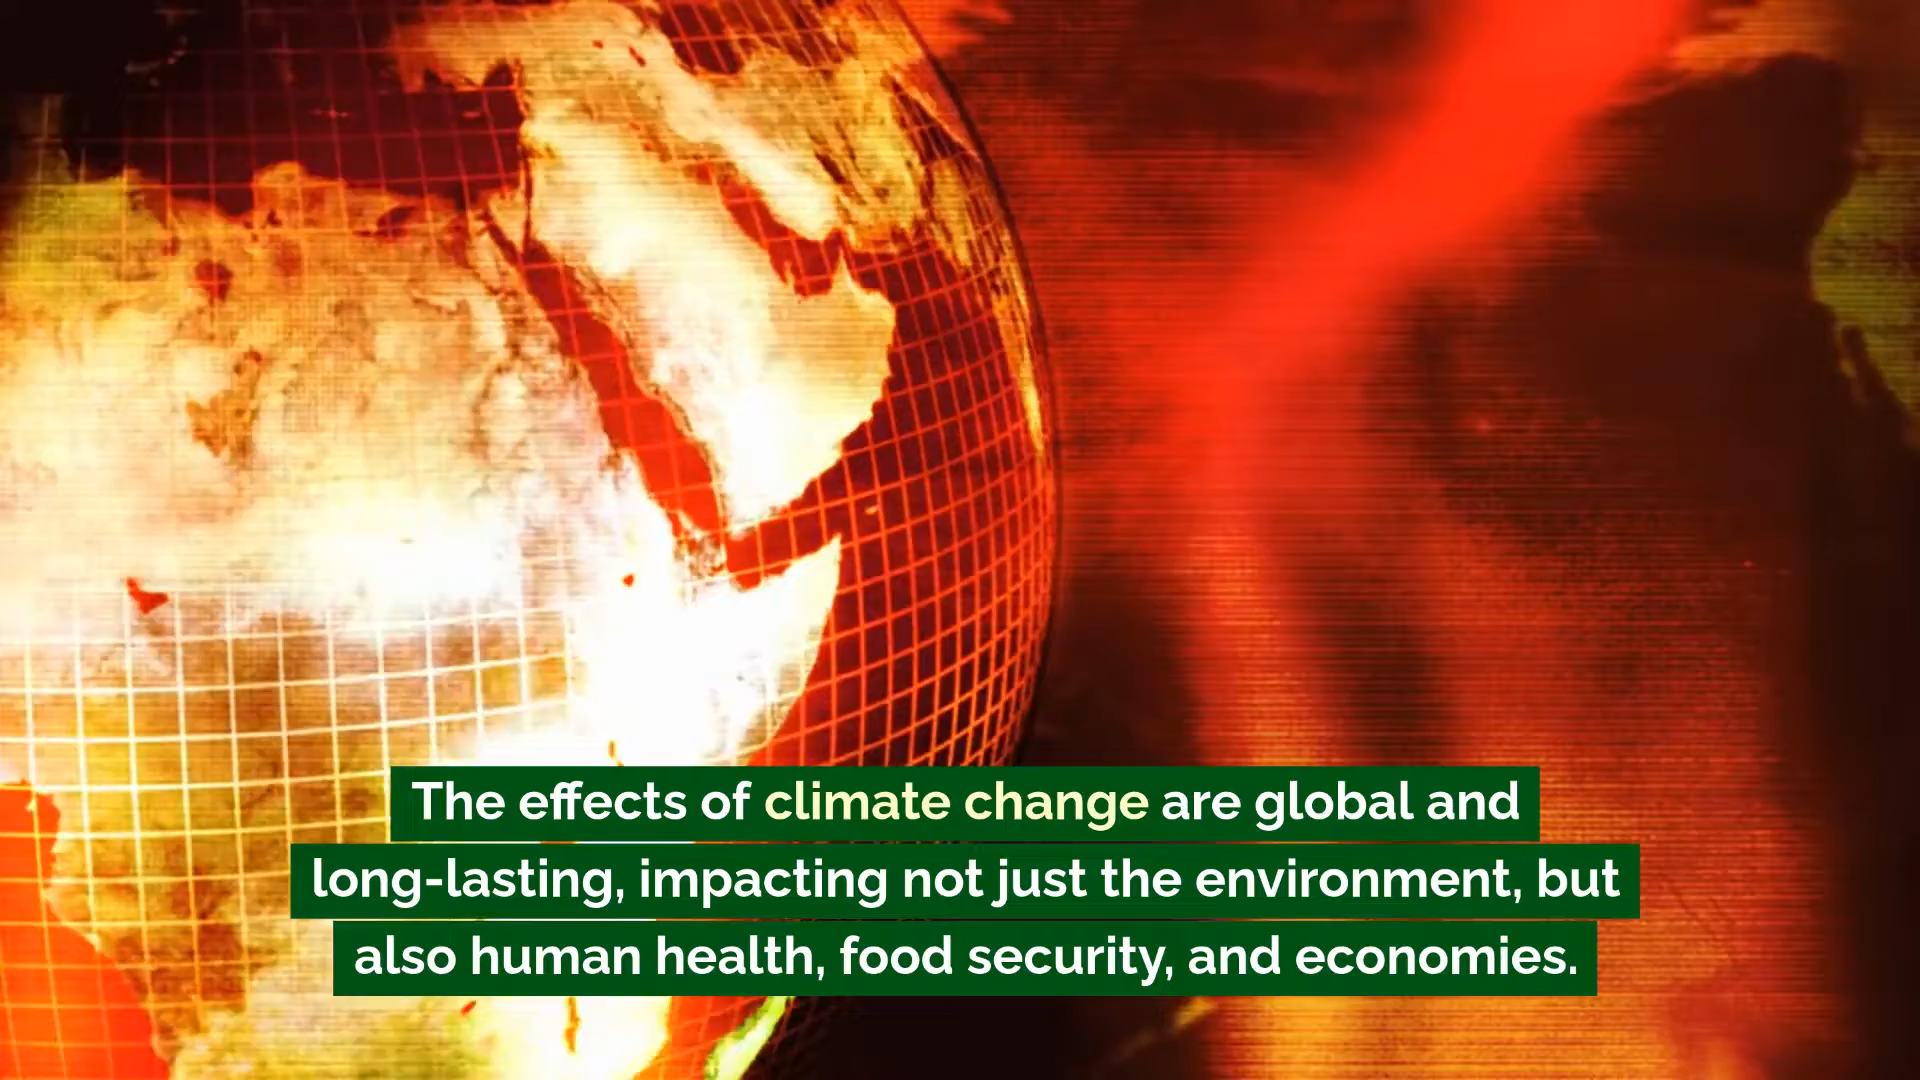 The effects of climate change are global and
long-lasting, impacting not just the environment, but
also human health, food security, and economies.